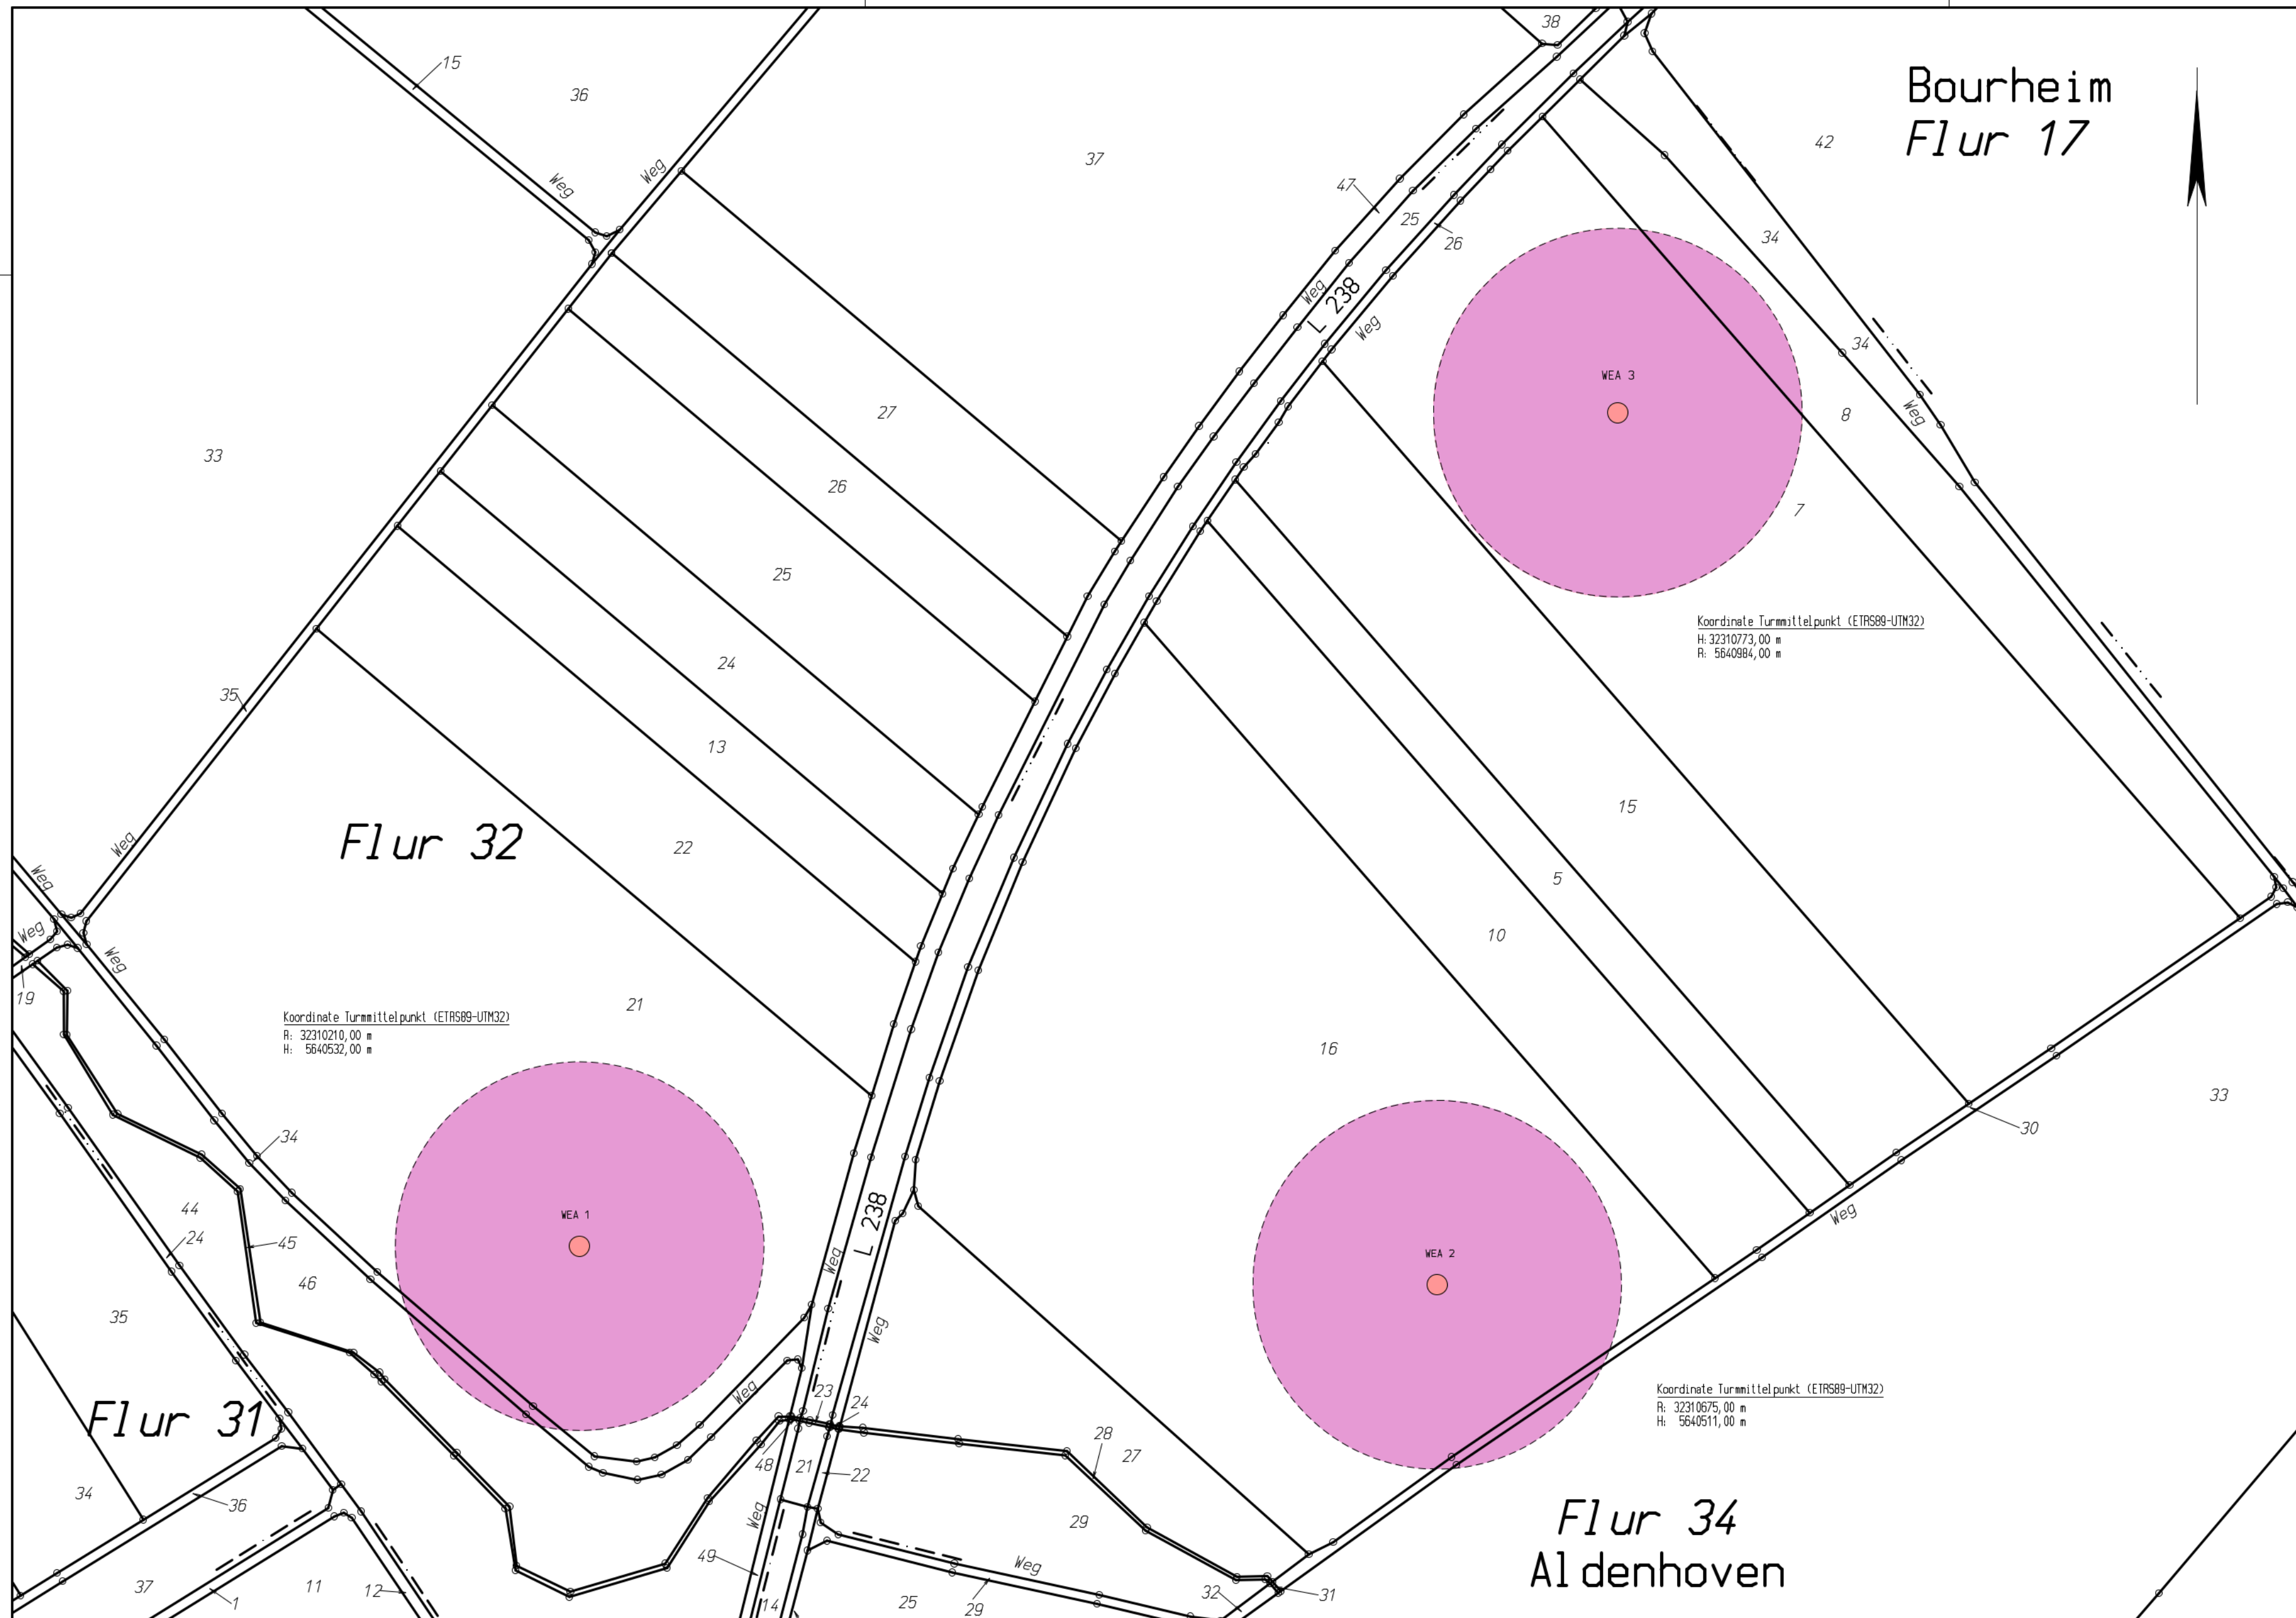 38
15
36
Bourheim
Flur 17
42
37
Weg
Weg
47
25
26
34
Weg
L 238
Weg
34
WEA 3
27
8
Weg
33
26
7
25
Koordinate Turmmittelpunkt (ETRS89-UTM32)
H: 32310773,00 m
R: 5640984,00 m
24
35
13
15
Flur 32
Weg
22
Weg
5
Weg
10
Weg
19
21
Koordinate Turmmittelpunkt (ETRS89-UTM32)
R: 32310210,00 m
H: 5640532,00 m
16
33
30
34
44
24
45
WEA 1
L 238
Weg
WEA 2
Weg
46
35
Weg
Weg
23
24
Koordinate Turmmittelpunkt (ETRS89-UTM32)
R: 32310675,00 m
H: 5640511,00 m
Flur 31
28
27
48
21
22
34
36
Weg
29
Flur 34
Aldenhoven
49
Weg
37
11
12
1
14
25
29
32
31